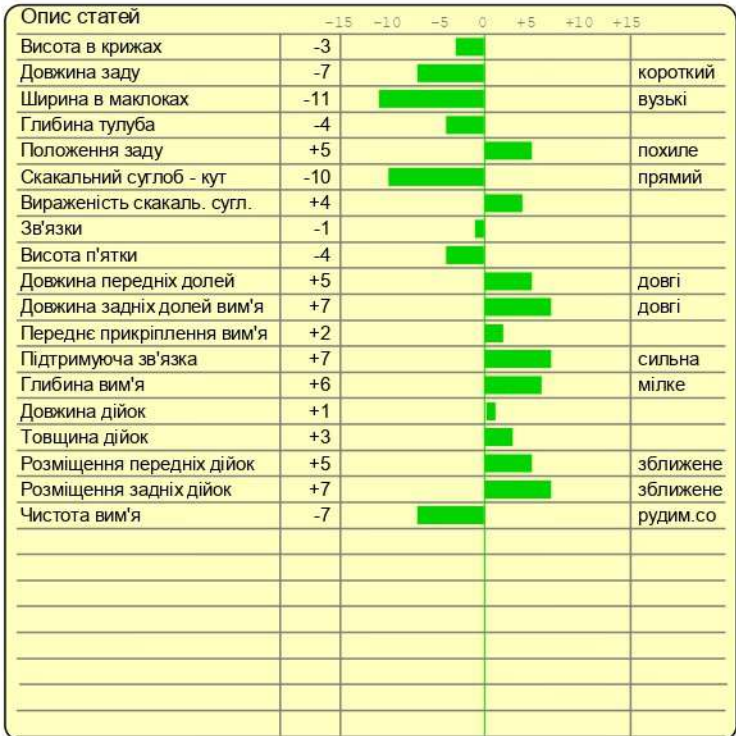 Опис статей -15 -10 -5 0 +5 +10 +15
Висота в крижах -3
Довжина заду -7 короткий
Ширина в маклоках -11 вузькі
Глибина тулуба -4
Положення заду +5 похиле
Скакальний суглоб - кут -10 прямий
Вираженість скакаль. сугл. +4
Зв'язки -1
Висота п'ятки -4
Довжина передніх долей +5 довгі
Довжина задніх долей вим'я +7 довгі
Переднє прикріплення вим'я +2
Підтримуюча зв'язка +7 сильна
Глибина вим'я +6 мілке
Довжина дійок +1
Товщина дійок +3
Розміщення передніх дійок +5 зближене
Розміщення задніх дійок +7 зближене
Чистота вим'я -7 рудим.со